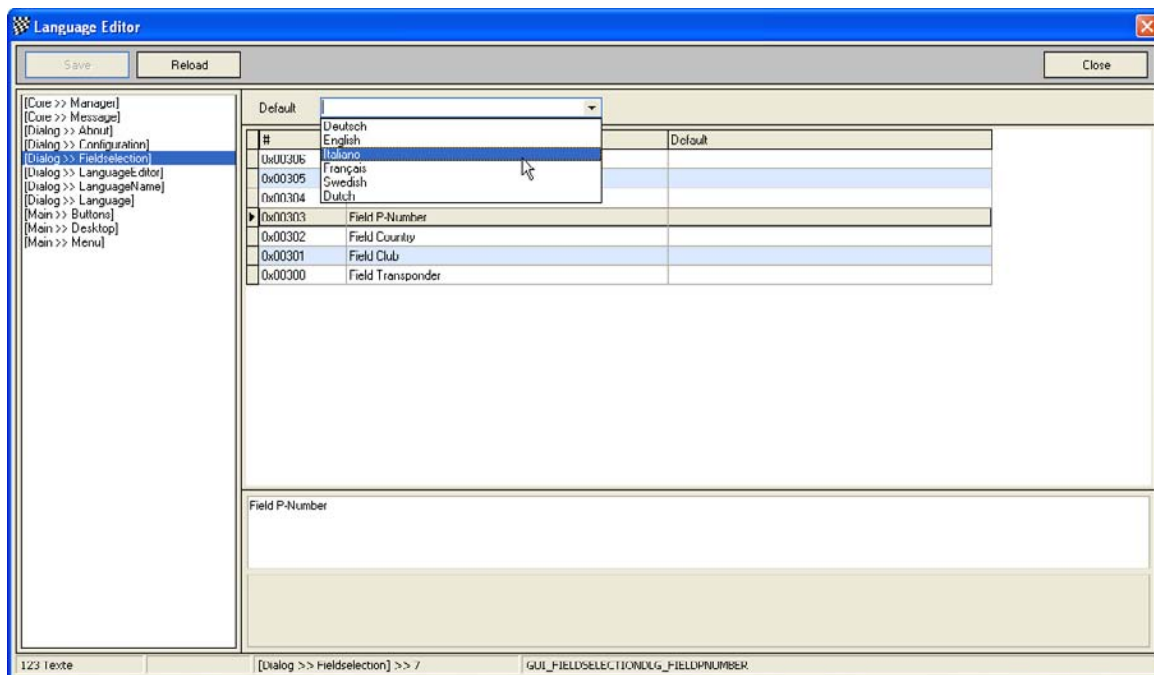 Language Editor
Save Reload Close
[Core >> Manager]
[Core >> Message]
[Dialog >> About]
[Dialog >> Configuration]
[Dialog >> Fieldselection]
[Dialog >> LanguageEditor]
[Dialog >> LanguageName]
[Dialog >> Language]
[Main >> Buttons]
[Main >> Desktop]
[Main >> Menu]
Default
Deutsch
English
Italiano
Français
Swedish
Dutch
# Default
0x00306
0x00305
0x00304
0x00303 Field P-Number
0x00302 Field Country
0x00301 Field Club
0x00300 Field Transponder
Field P-Number
123 Texte [Dialog >> Fieldselection] >> 7 GUI_FIELDSELECTIONDLG_FIELDPNUMBER